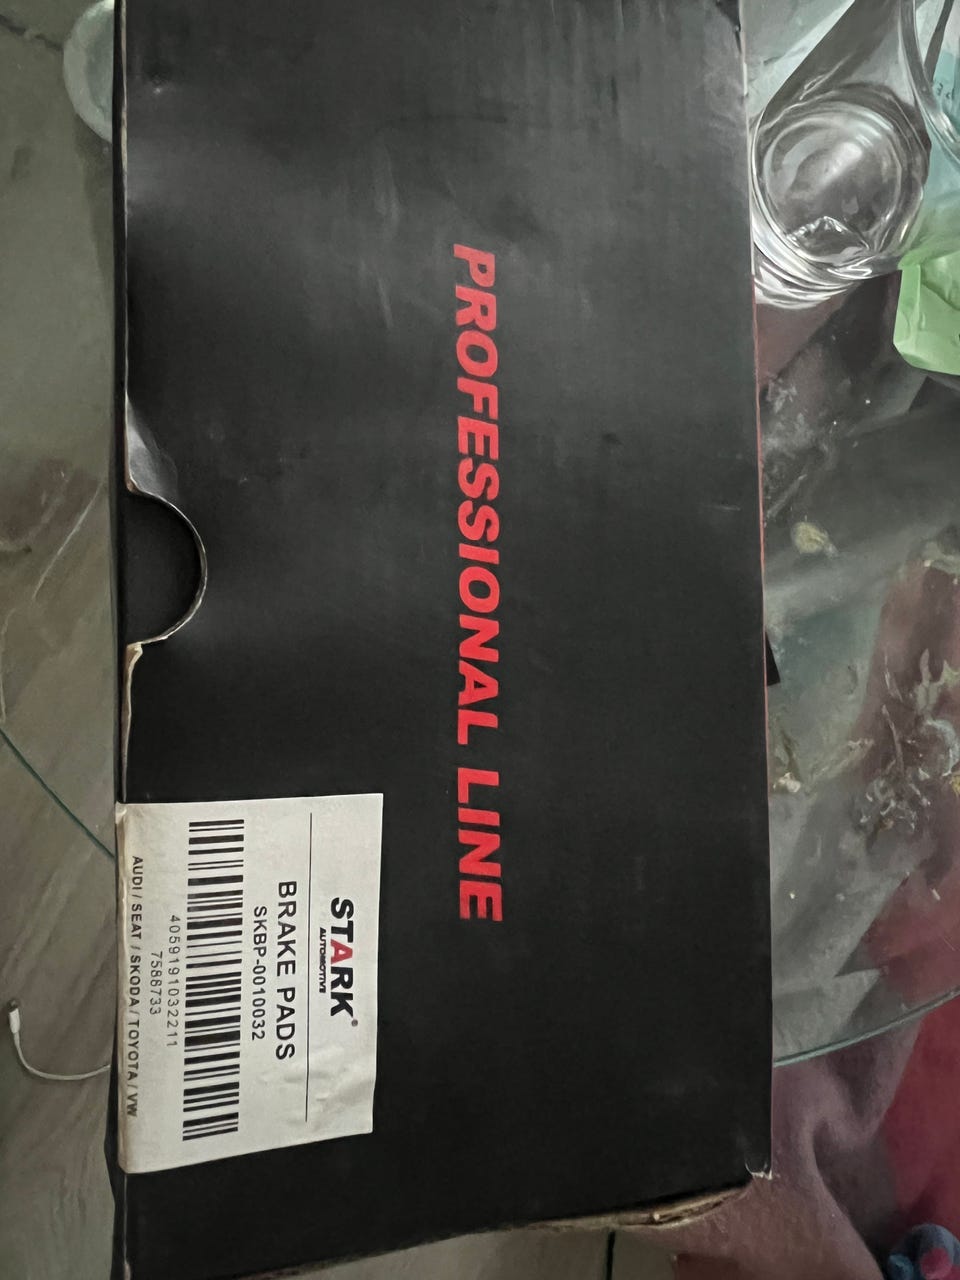 PROFESSIONAL LINE
STARK®
AUTOMOTIVE
BRAKE PADS
SKBP-0010032
4059191032211
7588733
AUDI / SEAT / SKODA / TOYOTA / VW